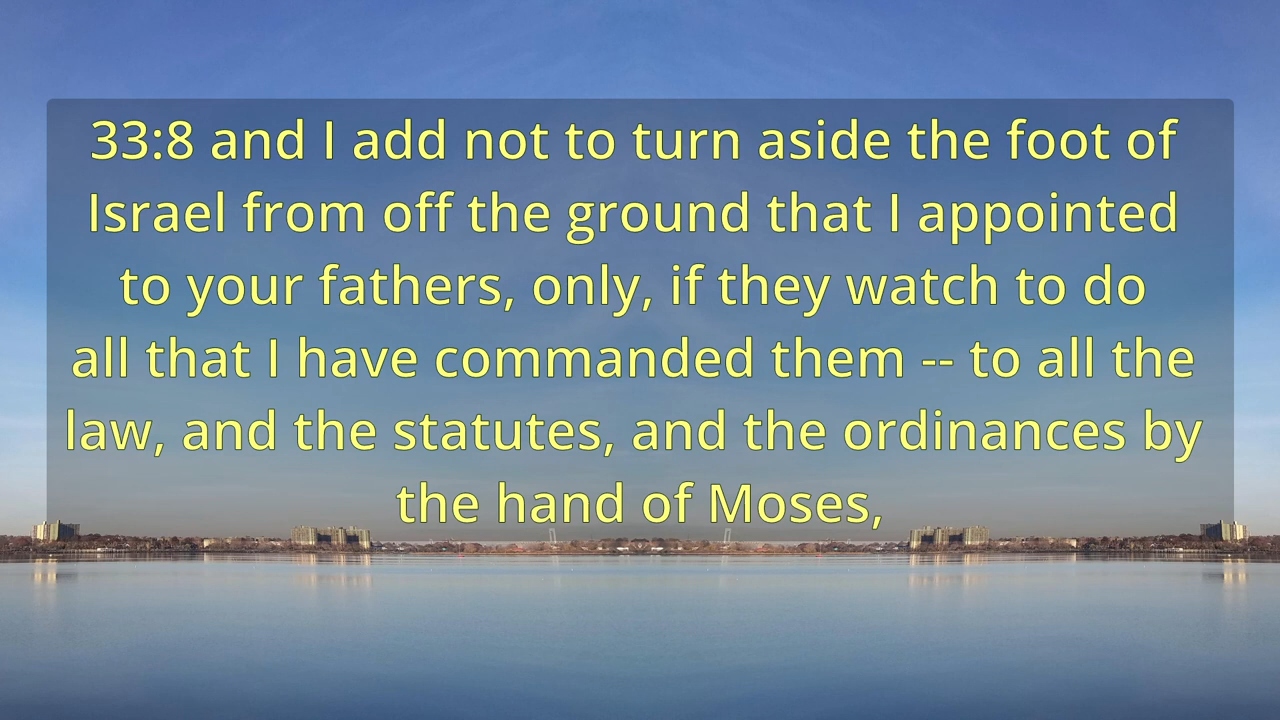 33:8 and I add not to turn aside the foot of
Israel from off the ground that I appointed
to your fathers, only, if they watch to do
all that I have commanded them -- to all the
law, and the statutes, and the ordinances by
the hand of Moses,